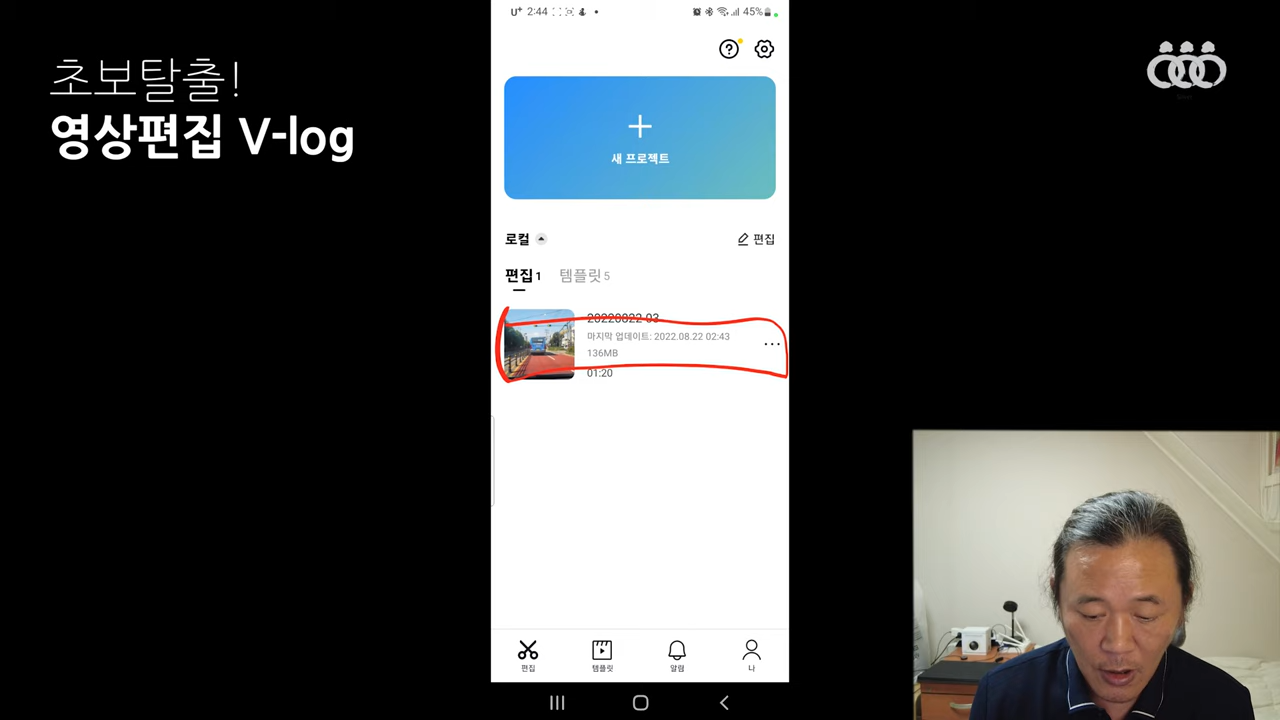 초보탈출!
영상편집 V-log
U+ 2:44
45%
새 프로젝트
로컬
편집
편집 1 템플릿 5
20220822-03
마지막 업데이트: 2022.08.22 02:43
136MB
01:20
편집 템플릿 알림 나